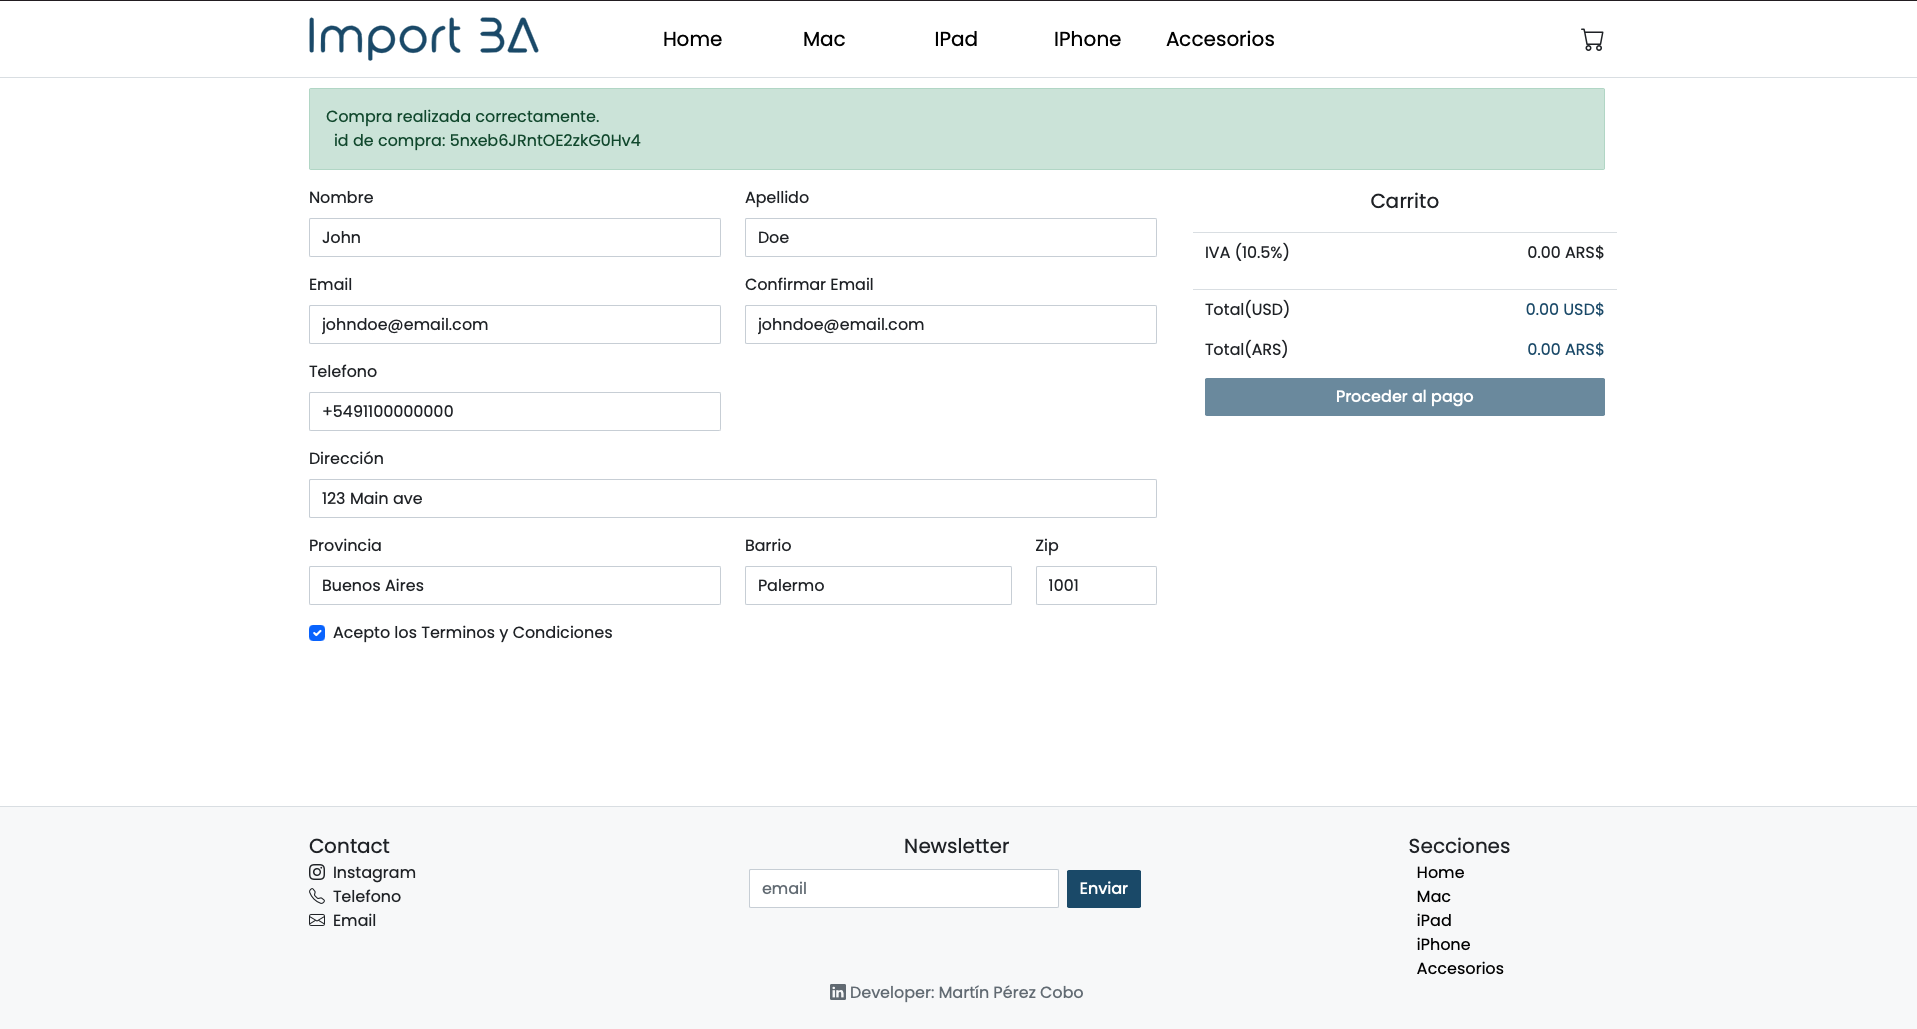 Import BA
Home Mac IPad IPhone Accesorios
Compra realizada correctamente.
id de compra: 5nxeb6JRntOE2zkG0Hv4
Nombre Apellido
John Doe
Email Confirmar Email
johndoe@email.com johndoe@email.com
Telefono
+5491100000000
Dirección
123 Main ave
Provincia Barrio Zip
Buenos Aires Palermo 1001
Acepto los Terminos y Condiciones
Carrito
IVA (10.5%) 0.00 ARS$
Total(USD) 0.00 USD$
Total(ARS) 0.00 ARS$
Proceder al pago
Contact
Instagram
Telefono
Email
Newsletter
email Enviar
Secciones
Home
Mac
iPad
iPhone
Accesorios
Developer: Martín Pérez Cobo